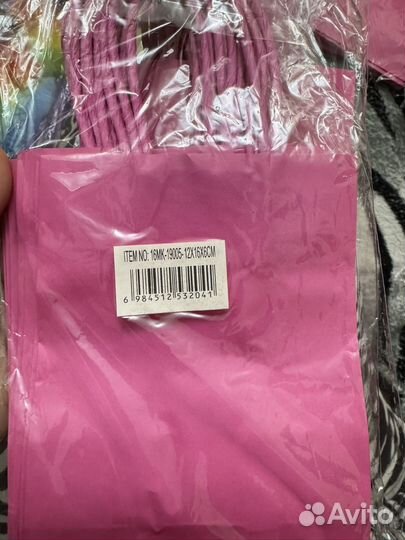 ITEM NO: 16MK-19005-12X16X6CM
6 984512 532041
Avito